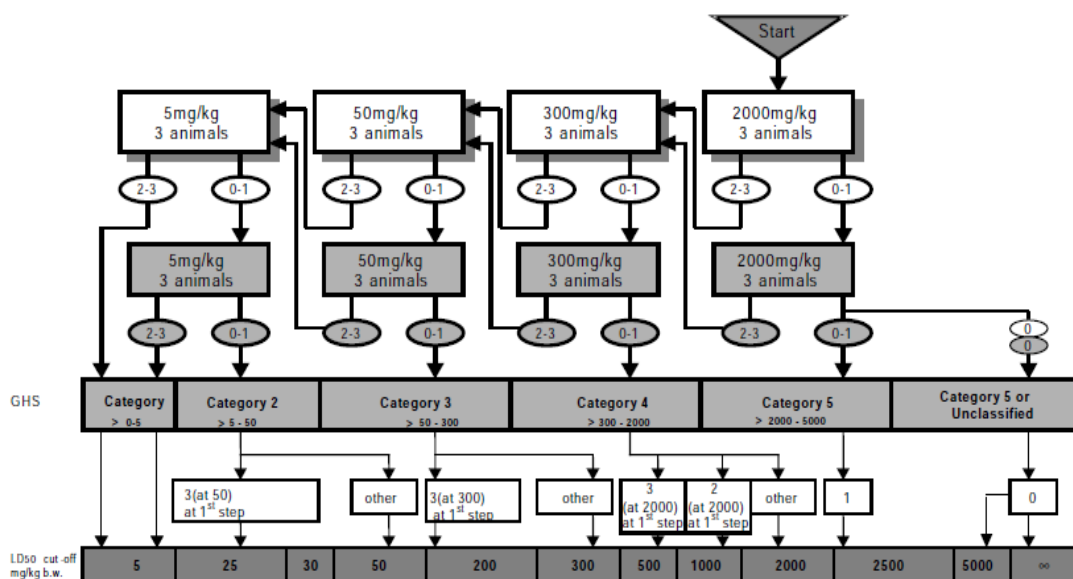 Start
5mg/kg
3 animals
50mg/kg
3 animals
300mg/kg
3 animals
2000mg/kg
3 animals
2-3
0-1
2-3
0-1
2-3
0-1
2-3
0-1
5mg/kg
3 animals
50mg/kg
3 animals
300mg/kg
3 animals
2000mg/kg
3 animals
2-3
0-1
2-3
0-1
2-3
0-1
2-3
0-1
0
0
GHS
Category
> 0-5
Category 2
> 5 - 50
Category 3
> 50 - 300
Category 4
> 300 - 2000
Category 5
> 2000 - 5000
Category 5 or
Unclassified
3(at 50)
at 1st step
other
3(at 300)
at 1st step
other
3
(at 2000)
at 1st step
2
(at 2000)
at 1st step
other
1
0
LD50 cut-off
mg/kg b.w.
5
25
30
50
200
300
500
1000
2000
2500
5000
∞